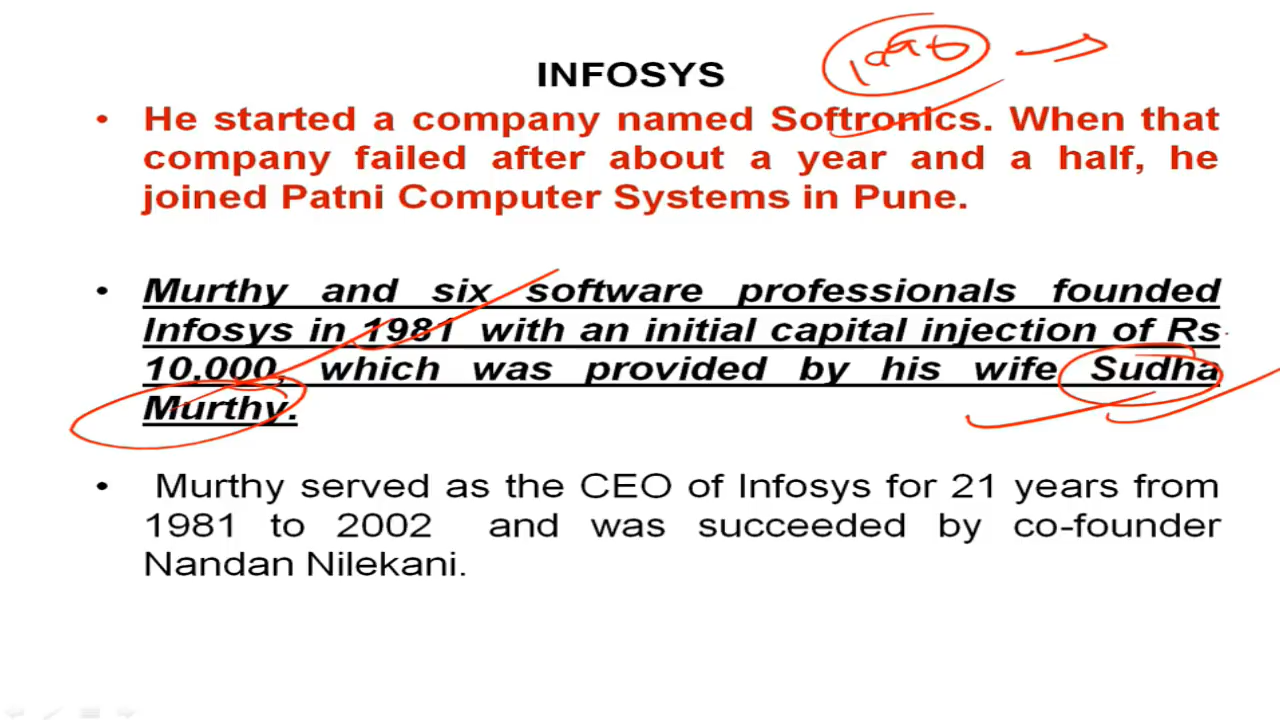 INFOSYS
• He started a company named Softronics. When that
company failed after about a year and a half, he
joined Patni Computer Systems in Pune.
• Murthy and six software professionals founded
Infosys in 1981 with an initial capital injection of Rs
10,000, which was provided by his wife Sudha
Murthy.
• Murthy served as the CEO of Infosys for 21 years from
1981 to 2002 and was succeeded by co-founder
Nandan Nilekani.